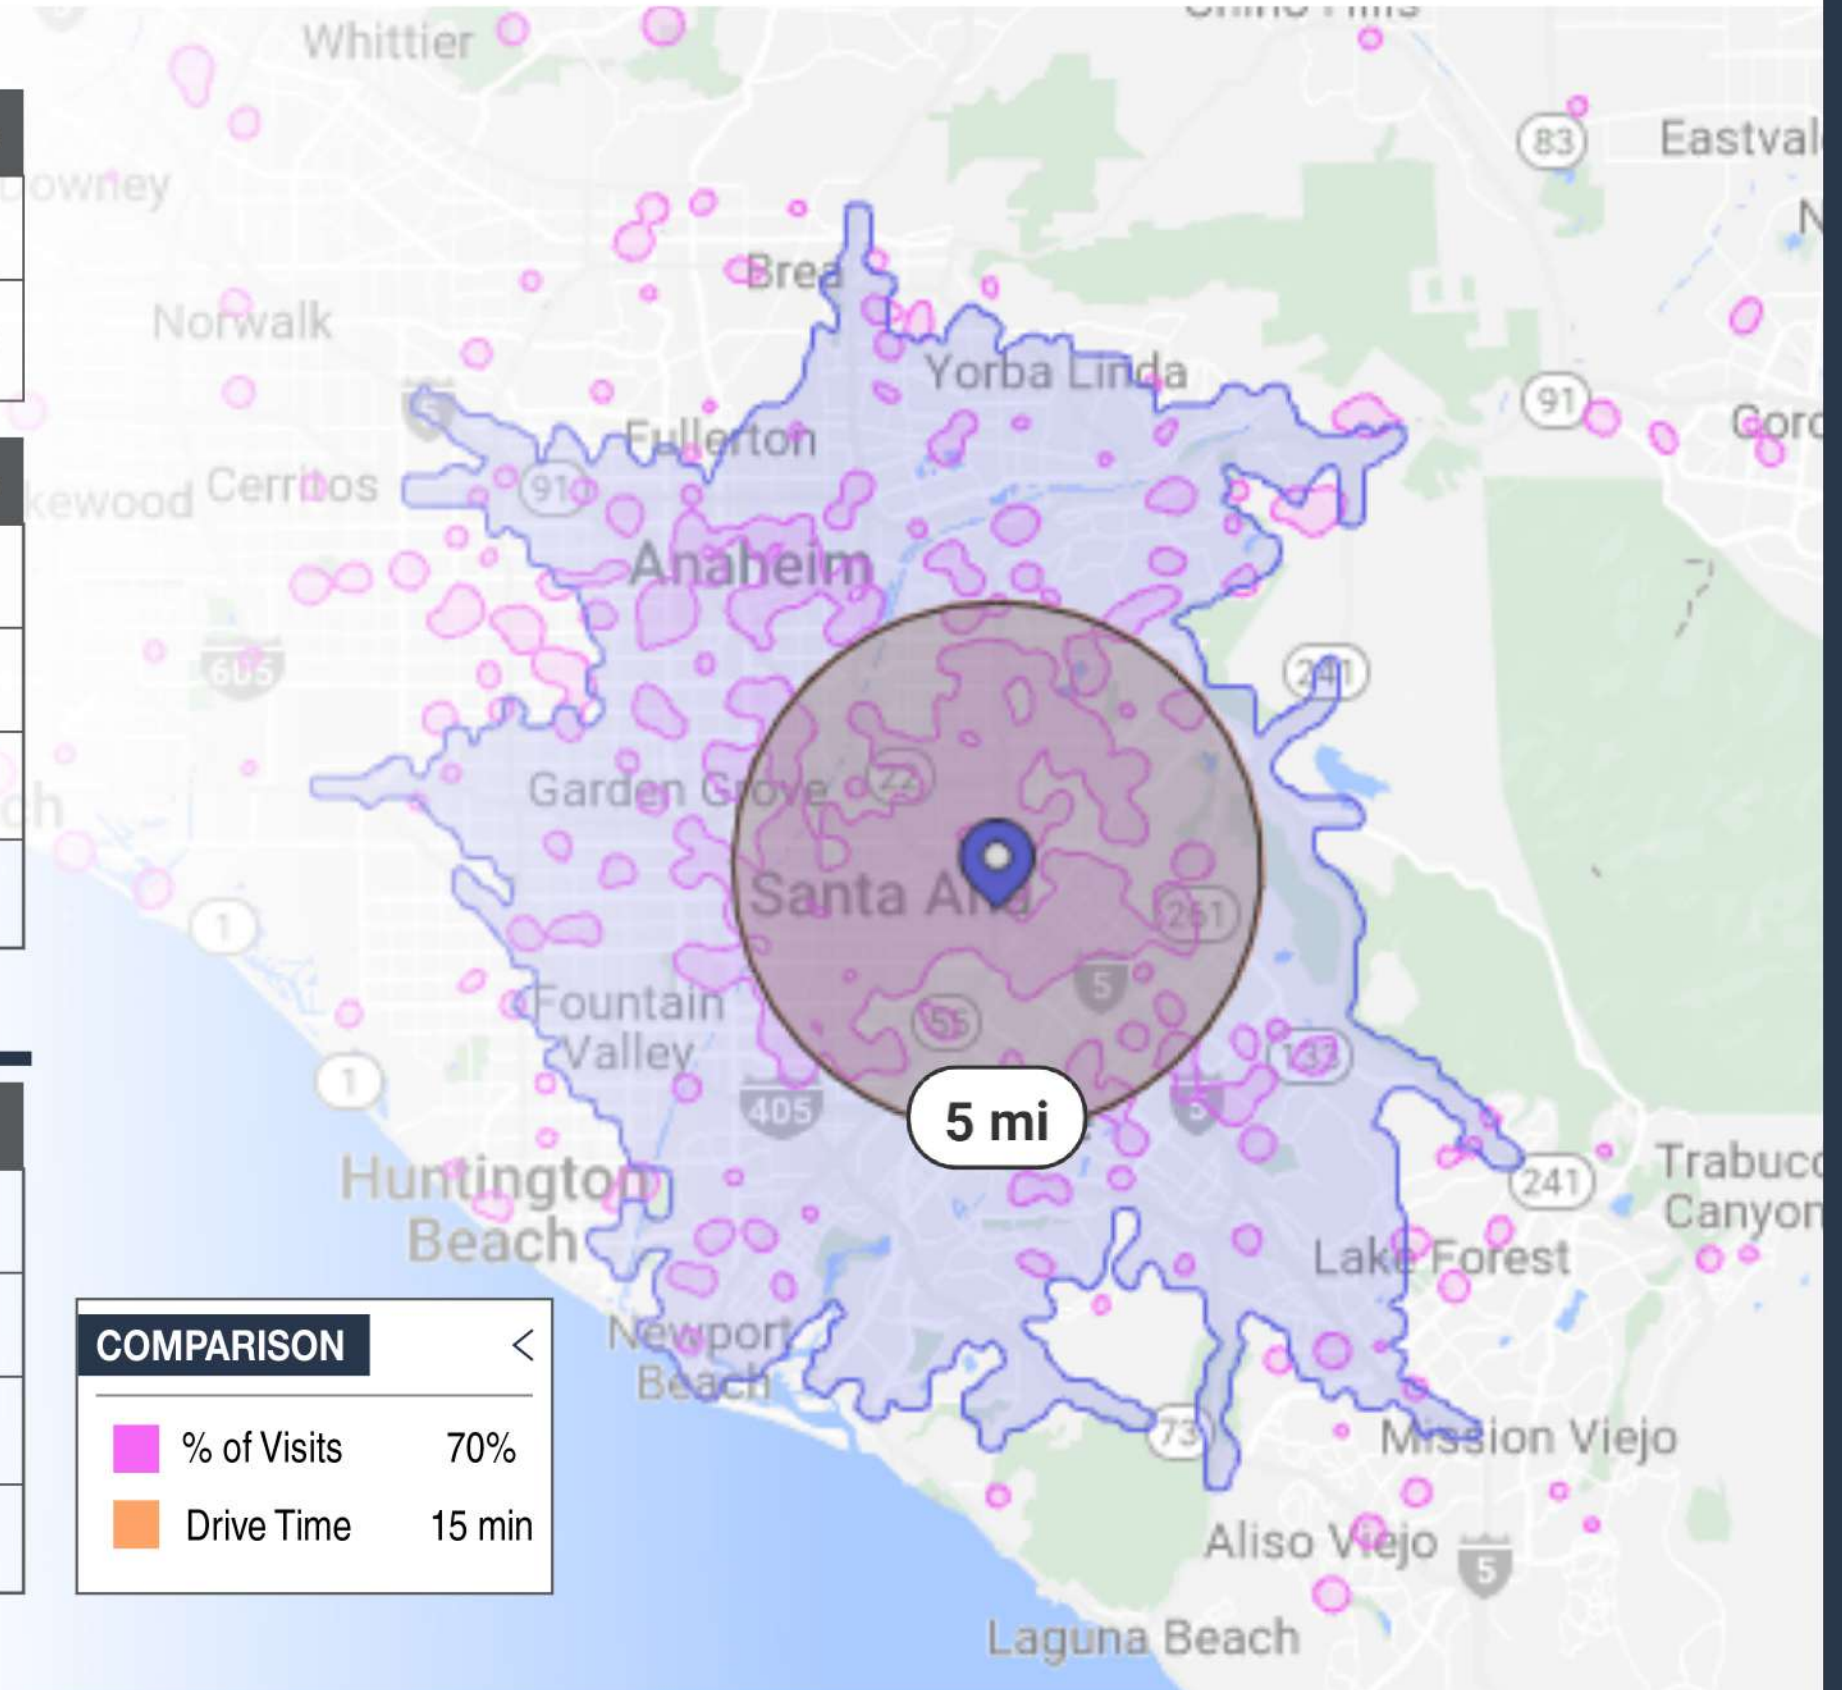 Whittier
83
Eastval
Downey
Brea
Norwalk
Yorba Linda
5
91
Fullerton
kewood
Cerritos
91
Anaheim
605
241
22
Garden Grove
ch
Santa Ana
261
1
5
Fountain
Valley
55
133
1
405
5
5 mi
Huntington
Beach
241
Trabuco
Canyon
Lake Forest
Newport
Beach
COMPARISON <
% of Visits 70%
Drive Time 15 min
73
Mission Viejo
Aliso Viejo
5
Laguna Beach